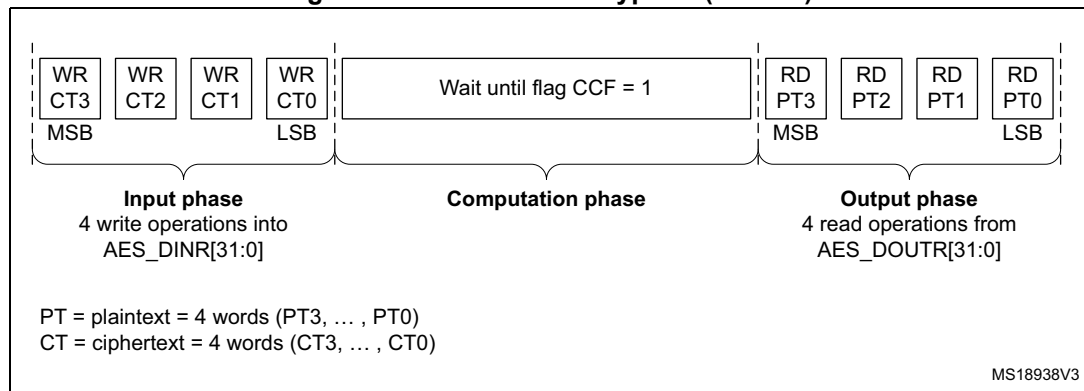 WR WR WR WR
CT3 CT2 CT1 CT0
Wait until flag CCF = 1
RD RD RD RD
PT3 PT2 PT1 PT0
MSB LSB MSB LSB
Input phase
4 write operations into
AES_DINR[31:0]
Computation phase
Output phase
4 read operations from
AES_DOUTR[31:0]
PT = plaintext = 4 words (PT3, … , PT0)
CT = ciphertext = 4 words (CT3, … , CT0)
MS18938V3